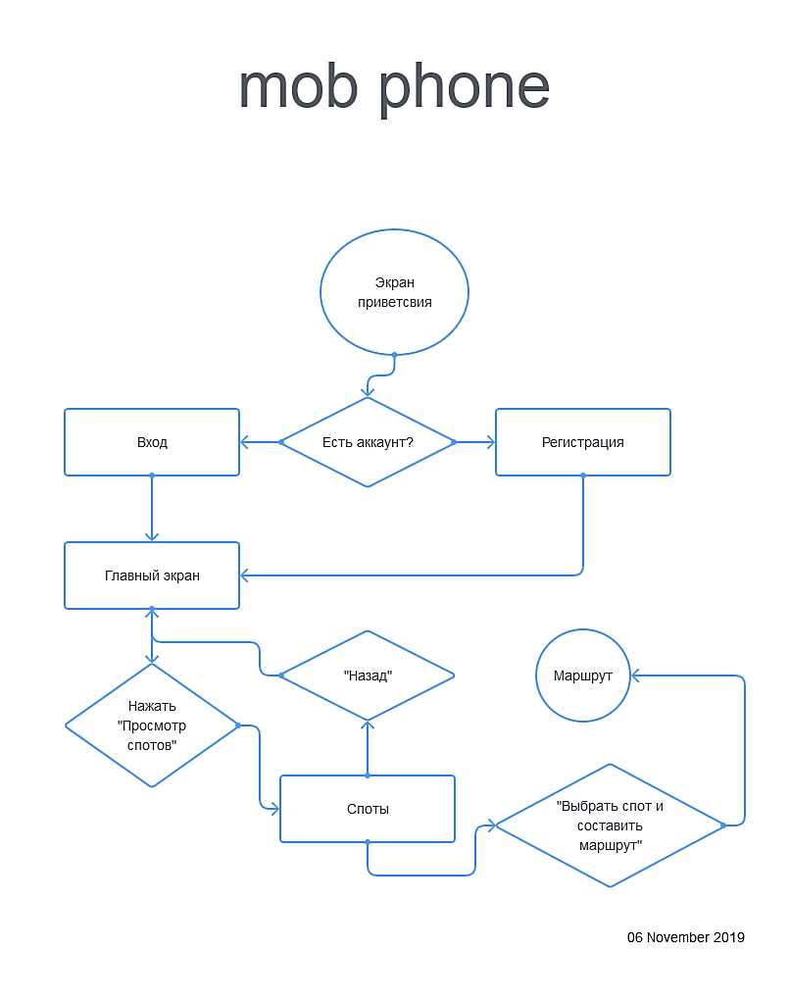 mob phone
Экран
приветсвия
Вход
Есть аккаунт?
Регистрация
Главный экран
"Назад"
Маршрут
Нажать
"Просмотр
спотов"
Споты
"Выбрать спот и
составить
маршрут"
06 November 2019